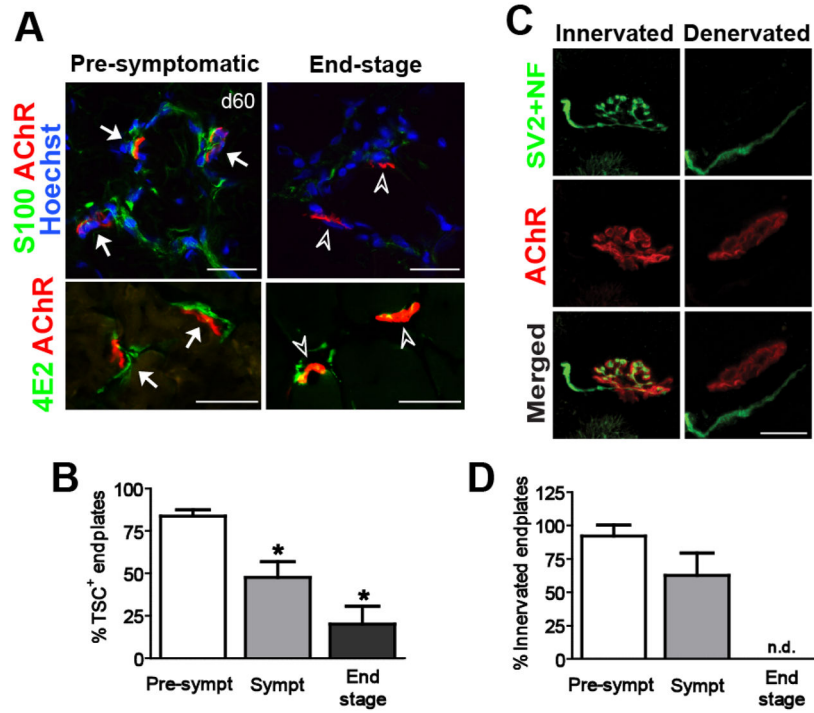 A
Pre-symptomatic
End-stage
S100 AChR
Hoechst
d60
4E2 AChR
C
Innervated
Denervated
SV2+NF
AChR
Merged
B
% TSC+ endplates
100
75
50
25
0
*
*
Pre-sympt
Sympt
End
stage
D
% Innervated endplates
125
100
75
50
25
0
n.d.
Pre-sympt
Sympt
End
stage